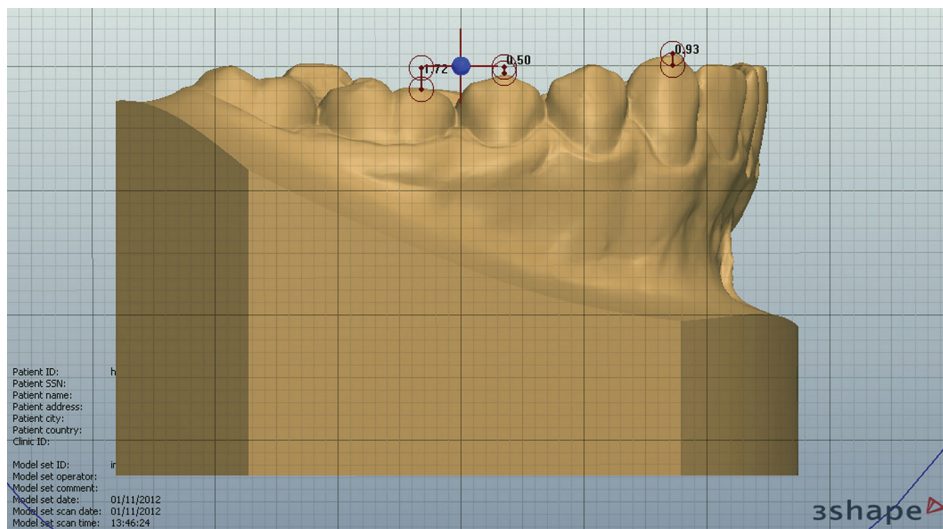 1.72
0.50
0.93
Patient ID: h
Patient SSN:
Patient name:
Patient address:
Patient city:
Patient country:
Clinic ID:
Model set ID:
Model set operator:
Model set comment:
Model set date: 01/11/2012
Model set scan date: 01/11/2012
Model set scan time: 13:46:24
3shape